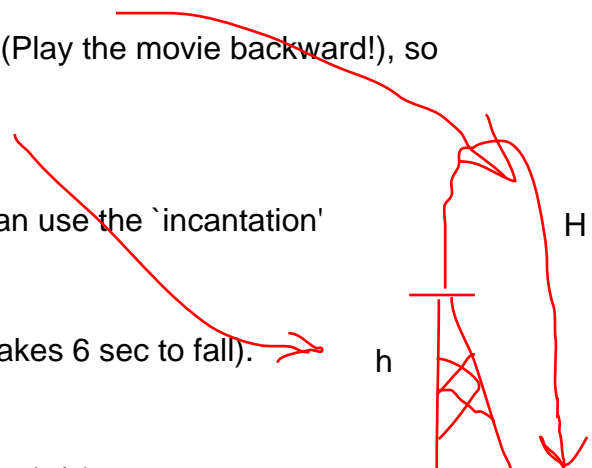 (Play the movie backward!), so
an use the `incantation'
H
akes 6 sec to fall).
h